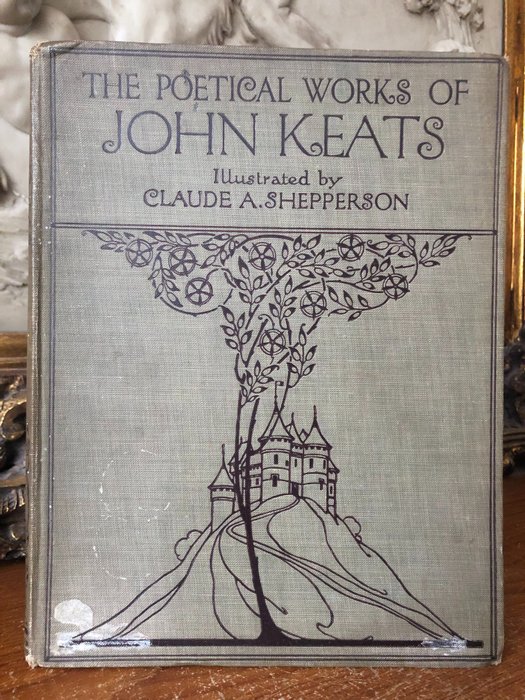 THE POETICAL WORKS OF
JOHN KEATS
Illustrated by
CLAUDE A. SHEPPERSON